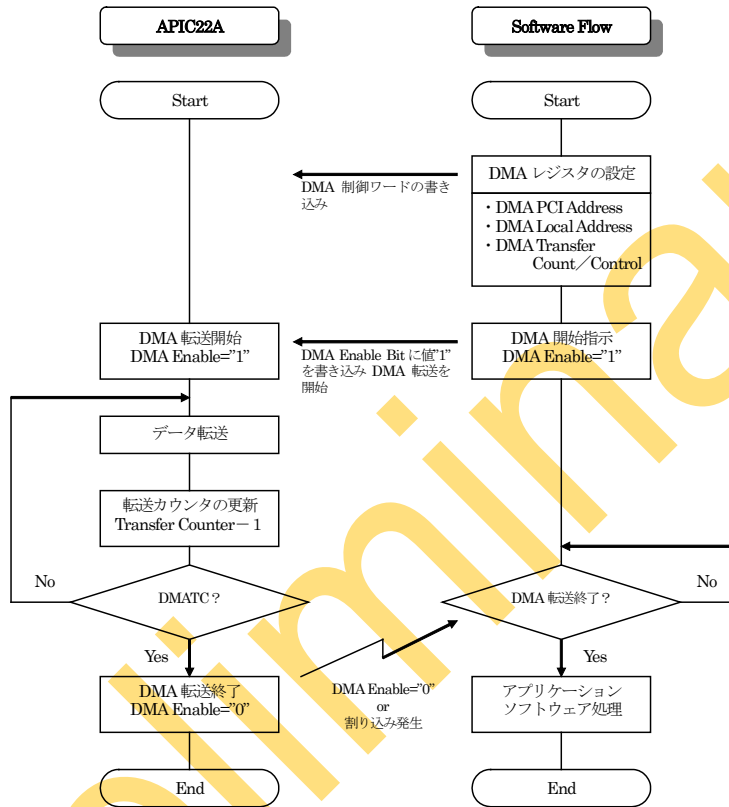 APIC22A
Software Flow
Start
Start
DMA 制御ワードの書き
込み
DMA レジスタの設定
・DMA PCI Address
・DMA Local Address
・DMA Transfer
Count／Control
DMA 転送開始
DMA Enable=”1”
DMA Enable Bit に値”1”
を書き込み DMA 転送を
開始
DMA 開始指示
DMA Enable=”1”
データ転送
転送カウンタの更新
Transfer Counter－1
No
DMATC？
Yes
DMA 転送終了？
No
Yes
DMA 転送終了
DMA Enable=”0”
DMA Enable=”0”
or
割り込み発生
アプリケーション
ソフトウェア処理
End
End